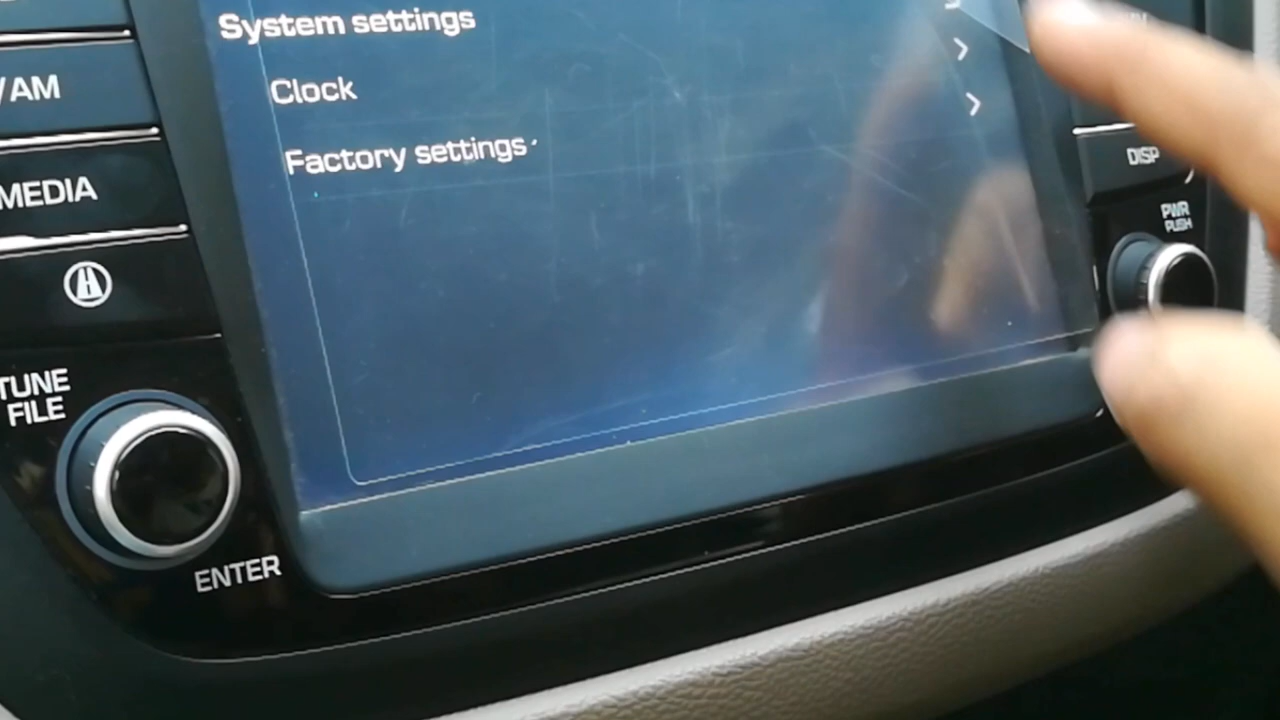 System settings
Clock
Factory settings
/AM
MEDIA
TUNE
FILE
ENTER
DISP
PWR
PUSH